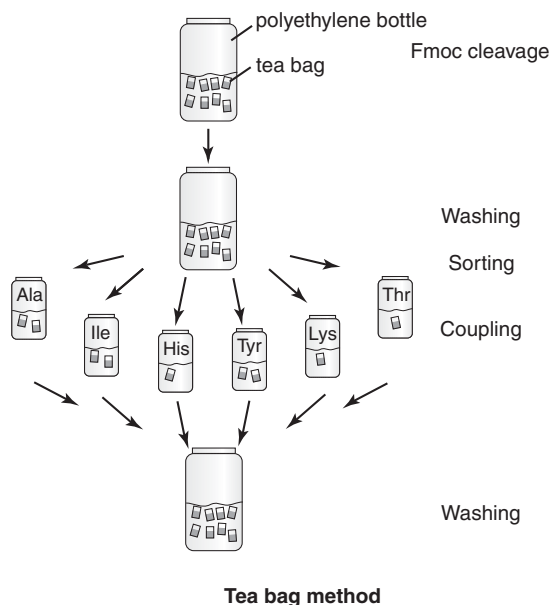 polyethylene bottle
Fmoc cleavage
tea bag
Washing
Sorting
Ala
Thr
Ile
Lys
Coupling
His
Tyr
Washing
Tea bag method